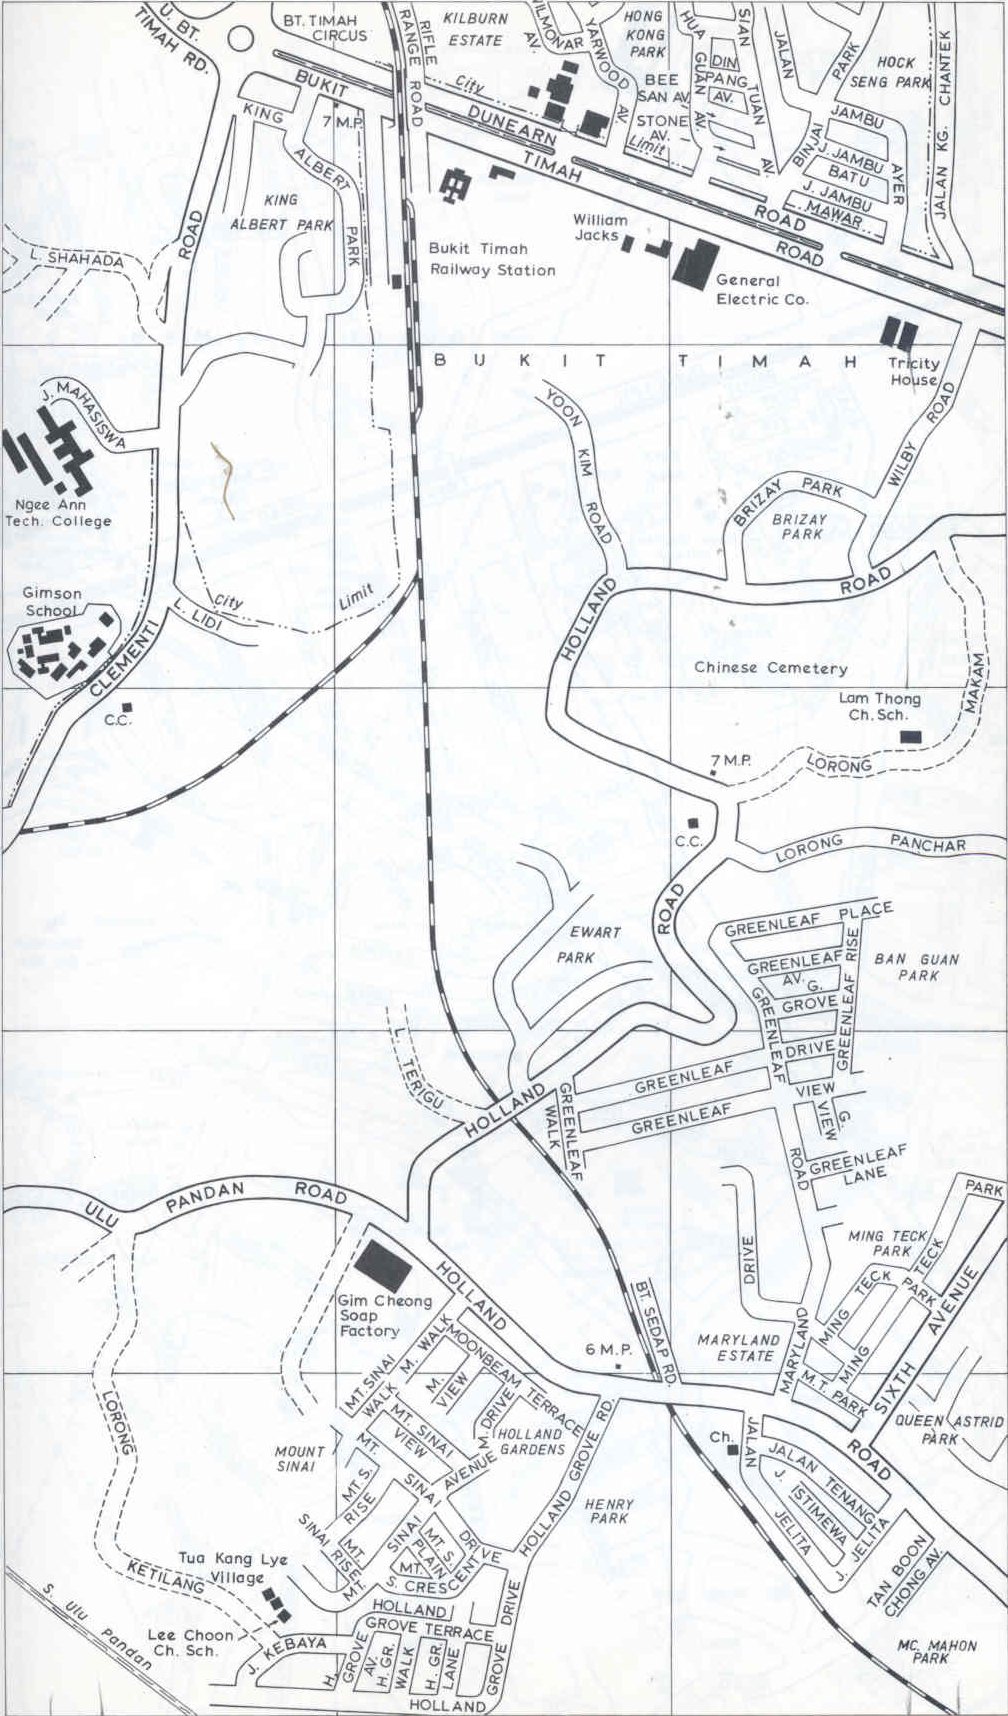 U. BT.
TIMAH RD.
BT. TIMAH
CIRCUS
RIFLE
RANGE ROAD
KILBURN
ESTATE
WILMONAR
AV.
YARWOOD
AV.
HONG
KONG
PARK
HUA
GUAN
AV.
SIAN
TUAN
AV.
DIN
PANG
AV.
JALAN
BINJAI
PARK
HOCK
SENG PARK
JALAN KG. CHANTEK
BEE
SAN AV.
STONE
AV.
City
Limit
BUKIT
DUNEARN
TIMAH
ROAD
ROAD
JAMBU
AYER
J. JAMBU
BATU
J. JAMBU
MAWAR
7 M.P.
KING
ALBERT
PARK
KING
ALBERT PARK
ROAD
L. SHAHADA
Bukit Timah
Railway Station
William
Jacks
General
Electric Co.
Tricity
House
BUKIT TIMAH
J. MAHASISWA
Ngee Ann
Tech. College
YOON
KIM
ROAD
BRIZAY PARK
BRIZAY
PARK
WILBY ROAD
Gimson
School
CLEMENTI
L. LIDI
City
Limit
C.C.
HOLLAND
ROAD
Chinese Cemetery
Lam Thong
Ch. Sch.
LORONG
MAKAM
7 M.P.
C.C.
LORONG PANCHAR
ROAD
EWART
PARK
GREENLEAF PLACE
GREENLEAF
AV.
G.
GROVE
GREENLEAF RISE
BAN GUAN
PARK
GREENLEAF
DRIVE
GREENLEAF
VIEW
GREENLEAF
G.
VIEW
ROAD
GREENLEAF
LANE
GREENLEAF
WALK
L. TERIGU
HOLLAND
ULU PANDAN ROAD
HOLLAND
Gim Cheong
Soap
Factory
DRIVE
MARYLAND
MARYLAND
ESTATE
MING TECK
PARK
MING TECK PARK
MING TECK
PARK
M.T. PARK
SIXTH AVENUE
QUEEN ASTRID
PARK
BT. SEDAP RD.
6 M.P.
ROAD
MT. SINAI
WALK
M. WALK
MOONBEAM TERRACE
M.
VIEW
M. DRIVE
MT. SINAI
VIEW
MT. SINAI
AVENUE
HOLLAND
GARDENS
HOLLAND GROVE RD.
HENRY
PARK
Ch.
JALAN
JELITA
JALAN TENANG
J. ISTIMEWA
J. JELITA
TAN BOON
CHONG AV.
MC. MAHON
PARK
LORONG
KETILANG
MOUNT
SINAI
MT. S.
RISE
MT.
SINAI RISE
SINAI
PLAIN
MT. S.
DRIVE
MT.
S. CRESCENT
MT.
Tua Kang Lye
Village
Lee Choon
Ch. Sch.
J. KEBAYA
HOLLAND
GROVE TERRACE
H.
GROVE
AV.
H. GR.
WALK
H. GR.
LANE
GROVE DRIVE
HOLLAND
S. Ulu Pandan